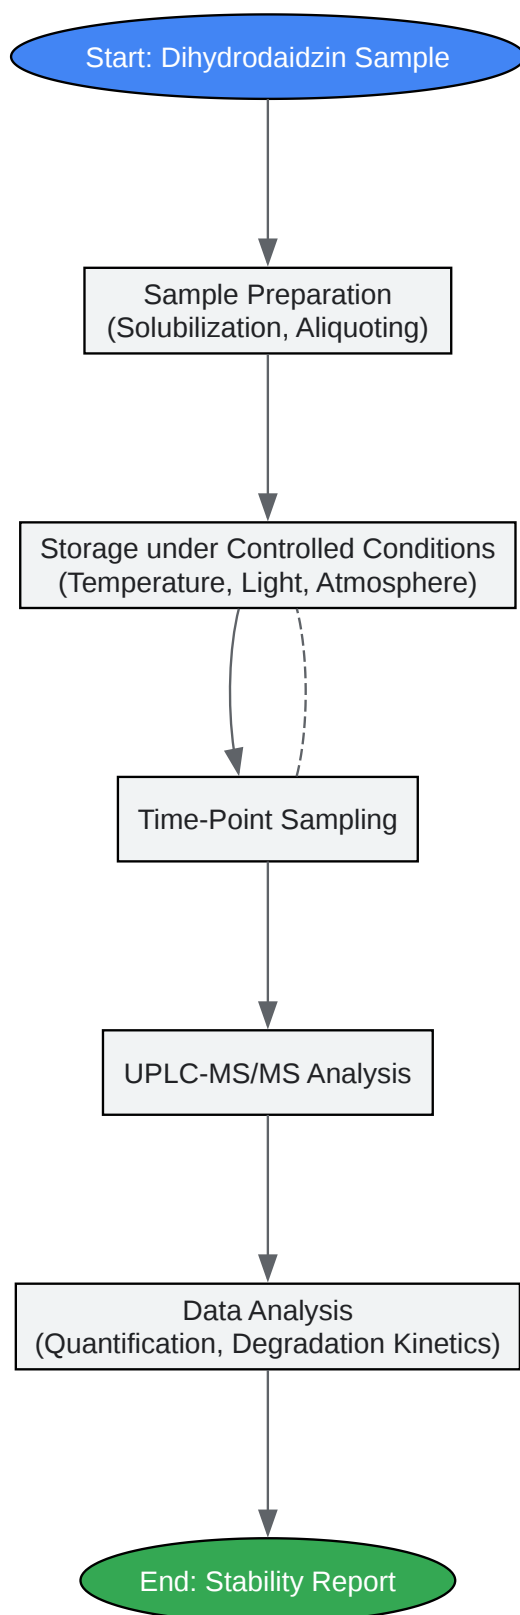 Start: Dihydrodaidzin Sample
Sample Preparation
(Solubilization, Aliquoting)
Storage under Controlled Conditions
(Temperature, Light, Atmosphere)
Time-Point Sampling
UPLC-MS/MS Analysis
Data Analysis
(Quantification, Degradation Kinetics)
End: Stability Report